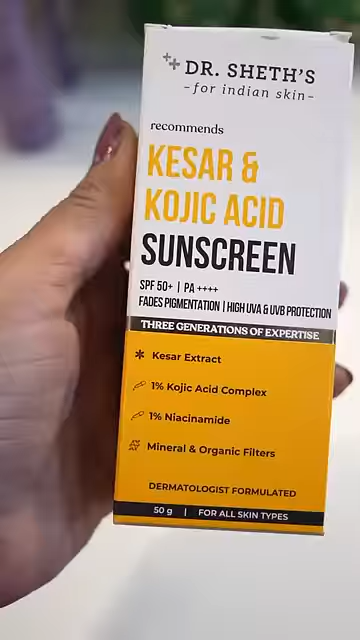 DR. SHETH'S
-for indian skin-
recommends
KESAR &
KOJIC ACID
SUNSCREEN
SPF 50+ | PA ++++
FADES PIGMENTATION | HIGH UVA & UVB PROTECTION
THREE GENERATIONS OF EXPERTISE
Kesar Extract
1% Kojic Acid Complex
1% Niacinamide
Mineral & Organic Filters
DERMATOLOGIST FORMULATED
50 g | FOR ALL SKIN TYPES